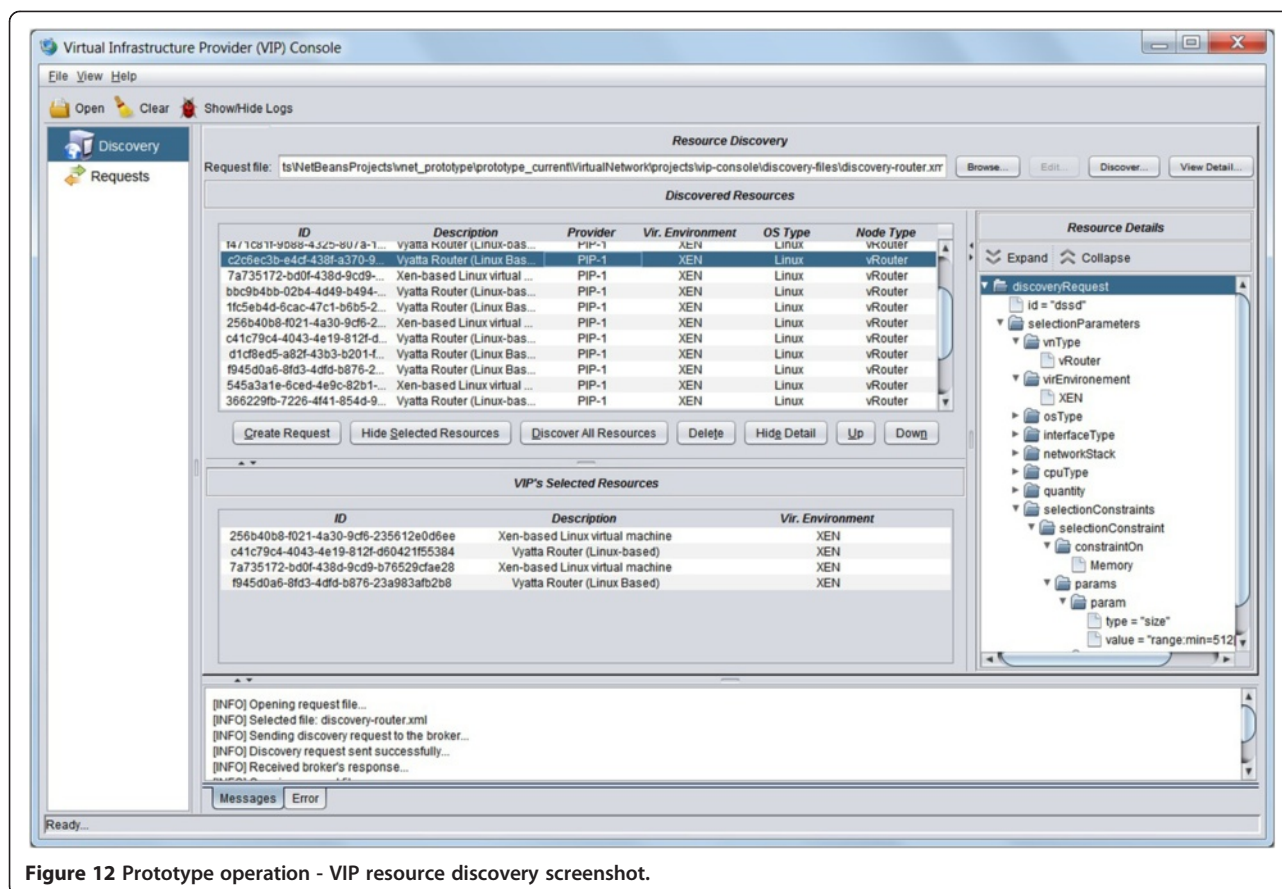 Virtual Infrastructure Provider (VIP) Console
File View Help
Open Clear Show/Hide Logs
Discovery
Requests
Resource Discovery
Request file: ts\NetBeansProjects\vnet_prototype\prototype_current\VirtualNetwork\projects\vip-console\discovery-files\discovery-router.xm Browse... Edit... Discover... View Detail...
Discovered Resources
ID Description Provider Vir. Environment OS Type Node Type
f471c81f-9b88-4325-807a-1... Vyatta Router (Linux-bas... PIP-1 XEN Linux vRouter
c2c6ec3b-e4cf-438f-a370-9... Vyatta Router (Linux-Bas... PIP-1 XEN Linux vRouter
7a735172-bd0f-438d-9cd9-... Xen-based Linux virtual ... PIP-1 XEN Linux vRouter
bbc9b4bb-02b4-4d49-b494-... Vyatta Router (Linux-bas... PIP-1 XEN Linux vRouter
1fc5eb4d-6cac-47c1-b6b5-2... Vyatta Router (Linux Bas... PIP-1 XEN Linux vRouter
256b40b8-f021-4a30-9cf6-2... Xen-based Linux virtual ... PIP-1 XEN Linux vRouter
c41c79c4-4043-4e19-812f-d... Vyatta Router (Linux-bas... PIP-1 XEN Linux vRouter
d1cf8ed5-a82f-43b3-b201-f... Vyatta Router (Linux Bas... PIP-1 XEN Linux vRouter
f945d0a6-8fd3-4dfd-b876-2... Vyatta Router (Linux Bas... PIP-1 XEN Linux vRouter
545a3a1e-6ced-4e9c-82b1-... Xen-based Linux virtual ... PIP-1 XEN Linux vRouter
366229fb-7226-4f41-854d-9... Vyatta Router (Linux-bas... PIP-1 XEN Linux vRouter
Create Request Hide Selected Resources Discover All Resources Delete Hide Detail Up Down
VIP's Selected Resources
ID Description Vir. Environment
256b40b8-f021-4a30-9cf6-235612e0d6ee Xen-based Linux virtual machine XEN
c41c79c4-4043-4e19-812f-d60421f55384 Vyatta Router (Linux-based) XEN
7a735172-bd0f-438d-9cd9-b76529cfae28 Xen-based Linux virtual machine XEN
f945d0a6-8fd3-4dfd-b876-23a983afb2b8 Vyatta Router (Linux Based) XEN
Resource Details
Expand Collapse
discoveryRequest
id = "dssd"
selectionParameters
vnType
vRouter
virEnvironement
XEN
osType
interfaceType
networkStack
cpuType
quantity
selectionConstraints
selectionConstraint
constraintOn
Memory
params
param
type = "size"
value = "range:min=512
[INFO] Opening request file...
[INFO] Selected file: discovery-router.xml
[INFO] Sending discovery request to the broker...
[INFO] Discovery request sent successfully...
[INFO] Received broker's response...
Messages Error
Ready...
Figure 12 Prototype operation - VIP resource discovery screenshot.